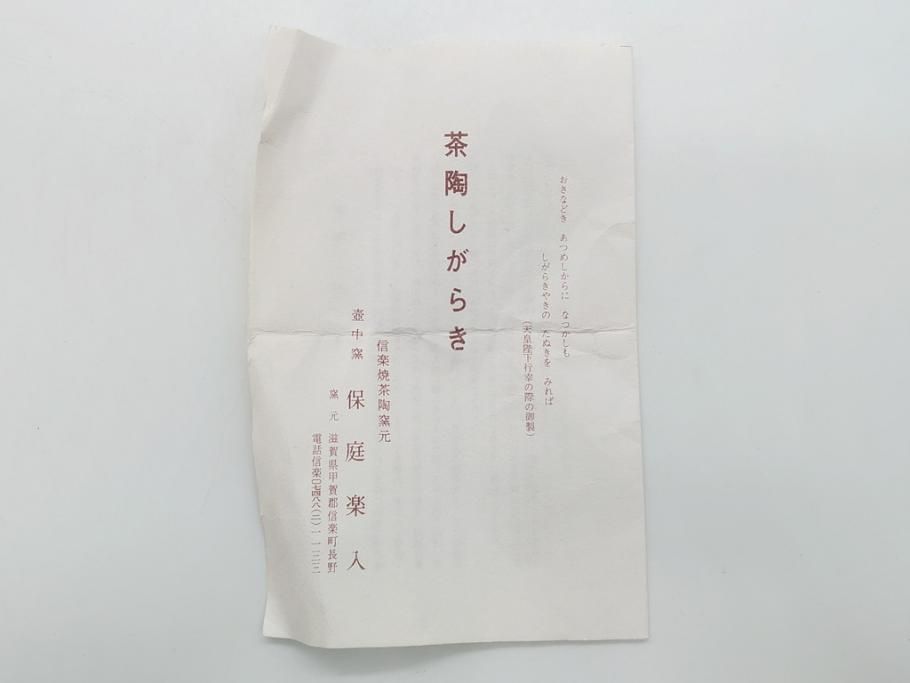 おさなどき あつめしからに なつかしも
しがらきやきの たぬきを みれば
(天皇陛下行幸の際の御製)
茶陶しがらき
信楽焼茶陶窯元
壺中窯 保庭楽入
窯元 滋賀県甲賀郡信楽町長野
電話信楽〇七四八八(二)一一三三